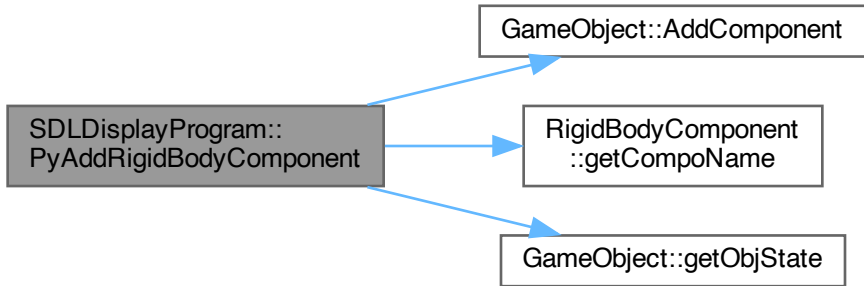 GameObject::AddComponent
SDLDisplayProgram::
PyAddRigidBodyComponent
RigidBodyComponent
::getCompoName
GameObject::getObjState